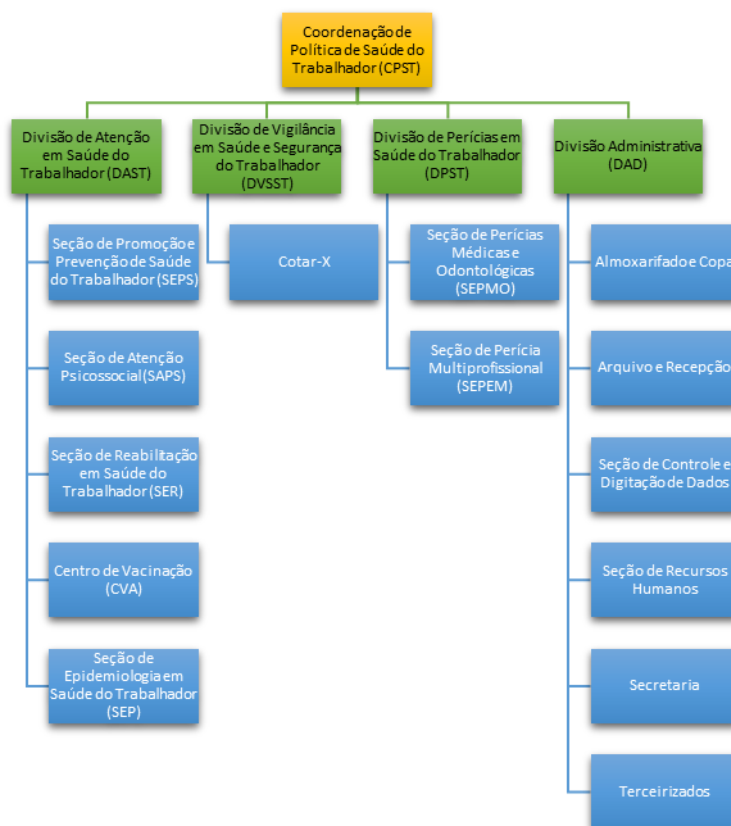 Coordenação de
Política de Saúde do
Trabalhador (CPST)
Divisão de Atenção
em Saúde do
Trabalhador (DAST)
Divisão de Vigilância
em Saúde e Segurança
do Trabalhador
(DVSST)
Divisão de Perícias em
Saúde do Trabalhador
(DPST)
Divisão Administrativa
(DAD)
Seção de Promoção e
Prevenção de Saúde
do Trabalhador (SEPS)
Seção de Atenção
Psicossocial (SAPS)
Seção de Reabilitação
em Saúde do
Trabalhador (SER)
Centro de Vacinação
(CVA)
Seção de
Epidemiologia em
Saúde do Trabalhador
(SEP)
Cotar-X
Seção de Perícias
Médicas e
Odontológicas
(SEPMO)
Seção de Perícia
Multiprofissional
(SEPEM)
Almoxarifado e Copa
Arquivo e Recepção
Seção de Controle e
Digitação de Dados
Seção de Recursos
Humanos
Secretaria
Terceirizados